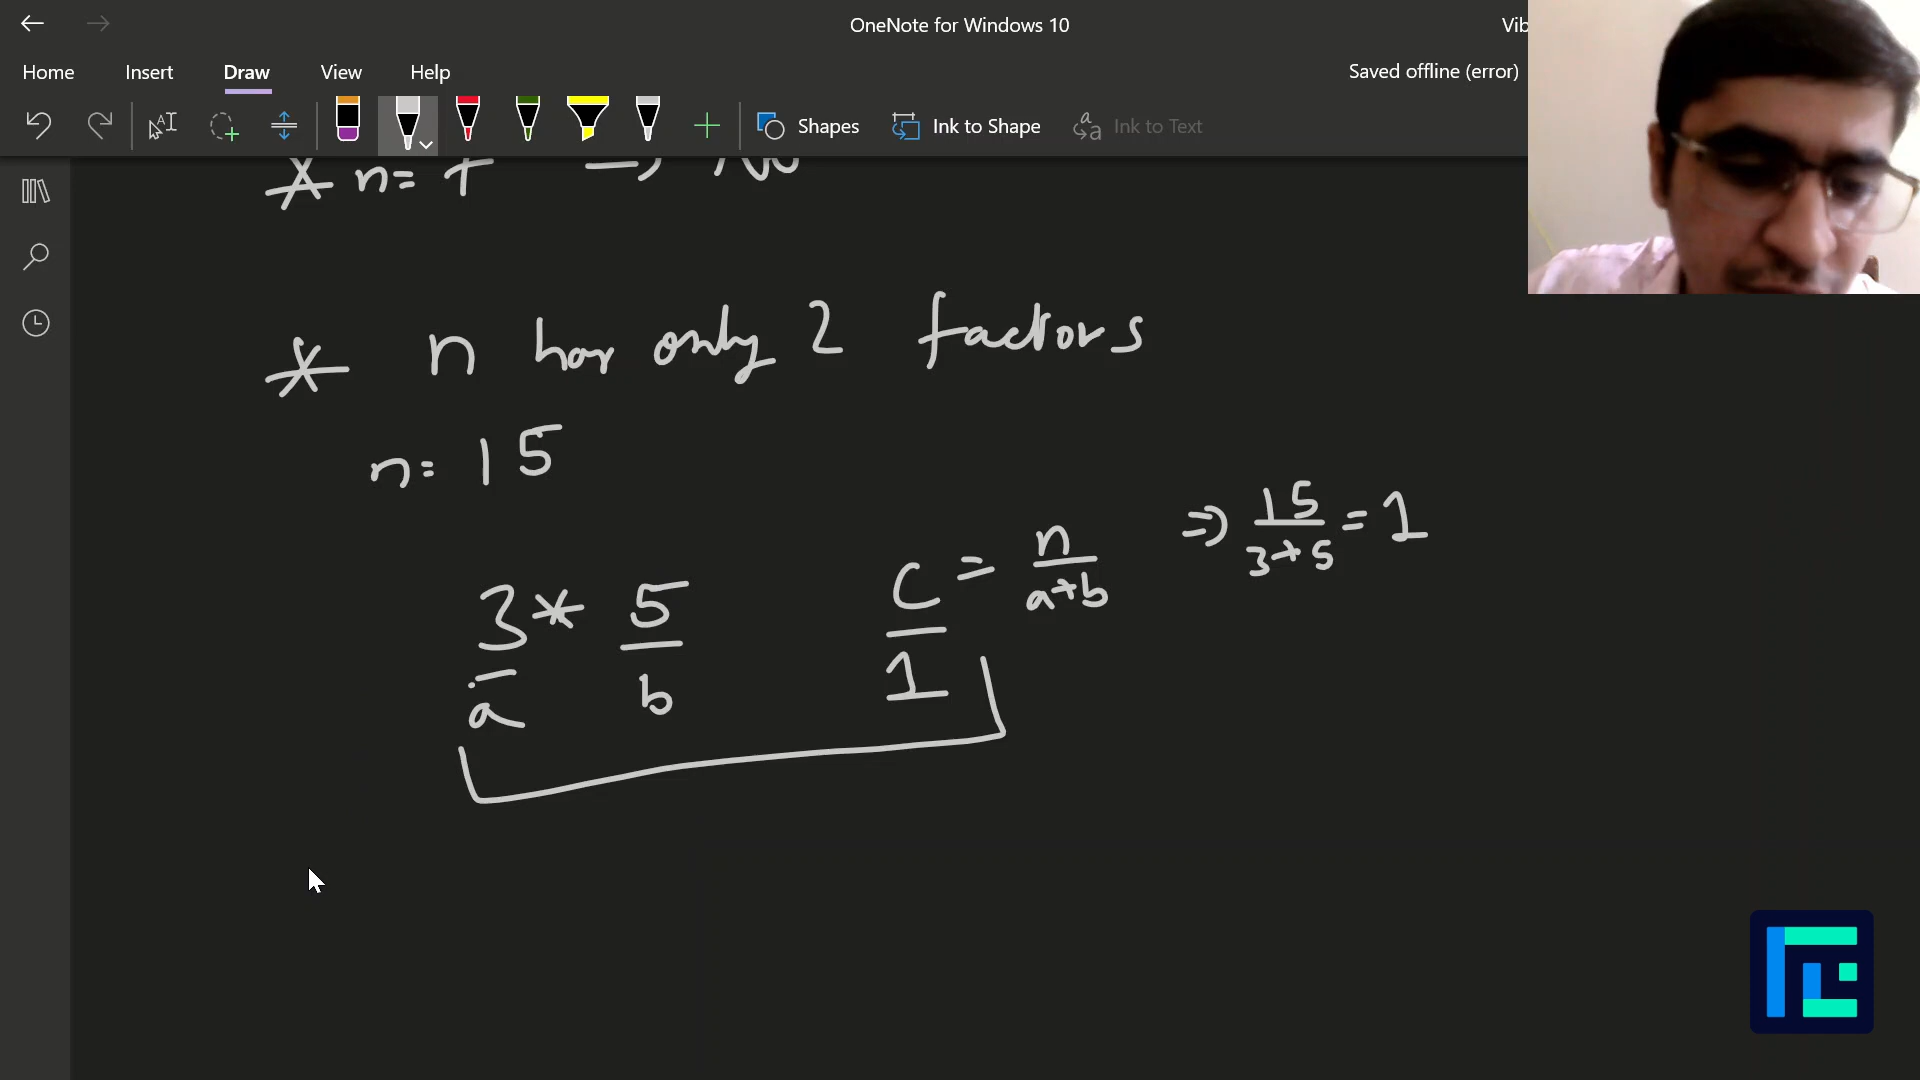 OneNote for Windows 10
Vib
Home Insert Draw View Help
Saved offline (error)
Shapes Ink to Shape Ink to Text
* n=
* n has only 2 factors
n= 15
3* 5
a b
C = n/a*b ⇒ 15/3*5 = 1
1